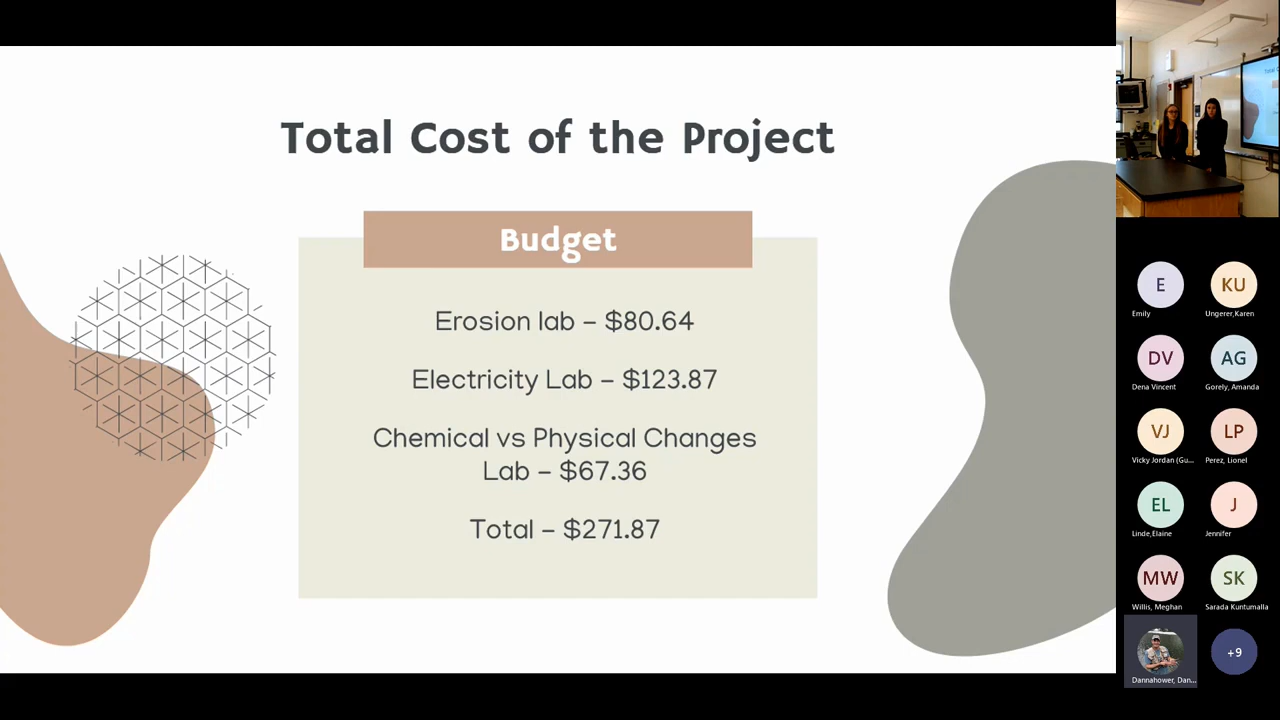 Total Cost of the Project
Budget
Erosion lab – $80.64
Electricity Lab – $123.87
Chemical vs Physical Changes
Lab – $67.36
Total – $271.87
E
KU
Emily
Ungerer,Karen
DV
AG
Dena Vincent
Gorely, Amanda
VJ
LP
Vicky Jordan (Gu...
Perez, Lionel
EL
J
Linde,Elaine
Jennifer
MW
SK
Willis, Meghan
Sarada Kuntumalla
+9
Dannahower, Dan...